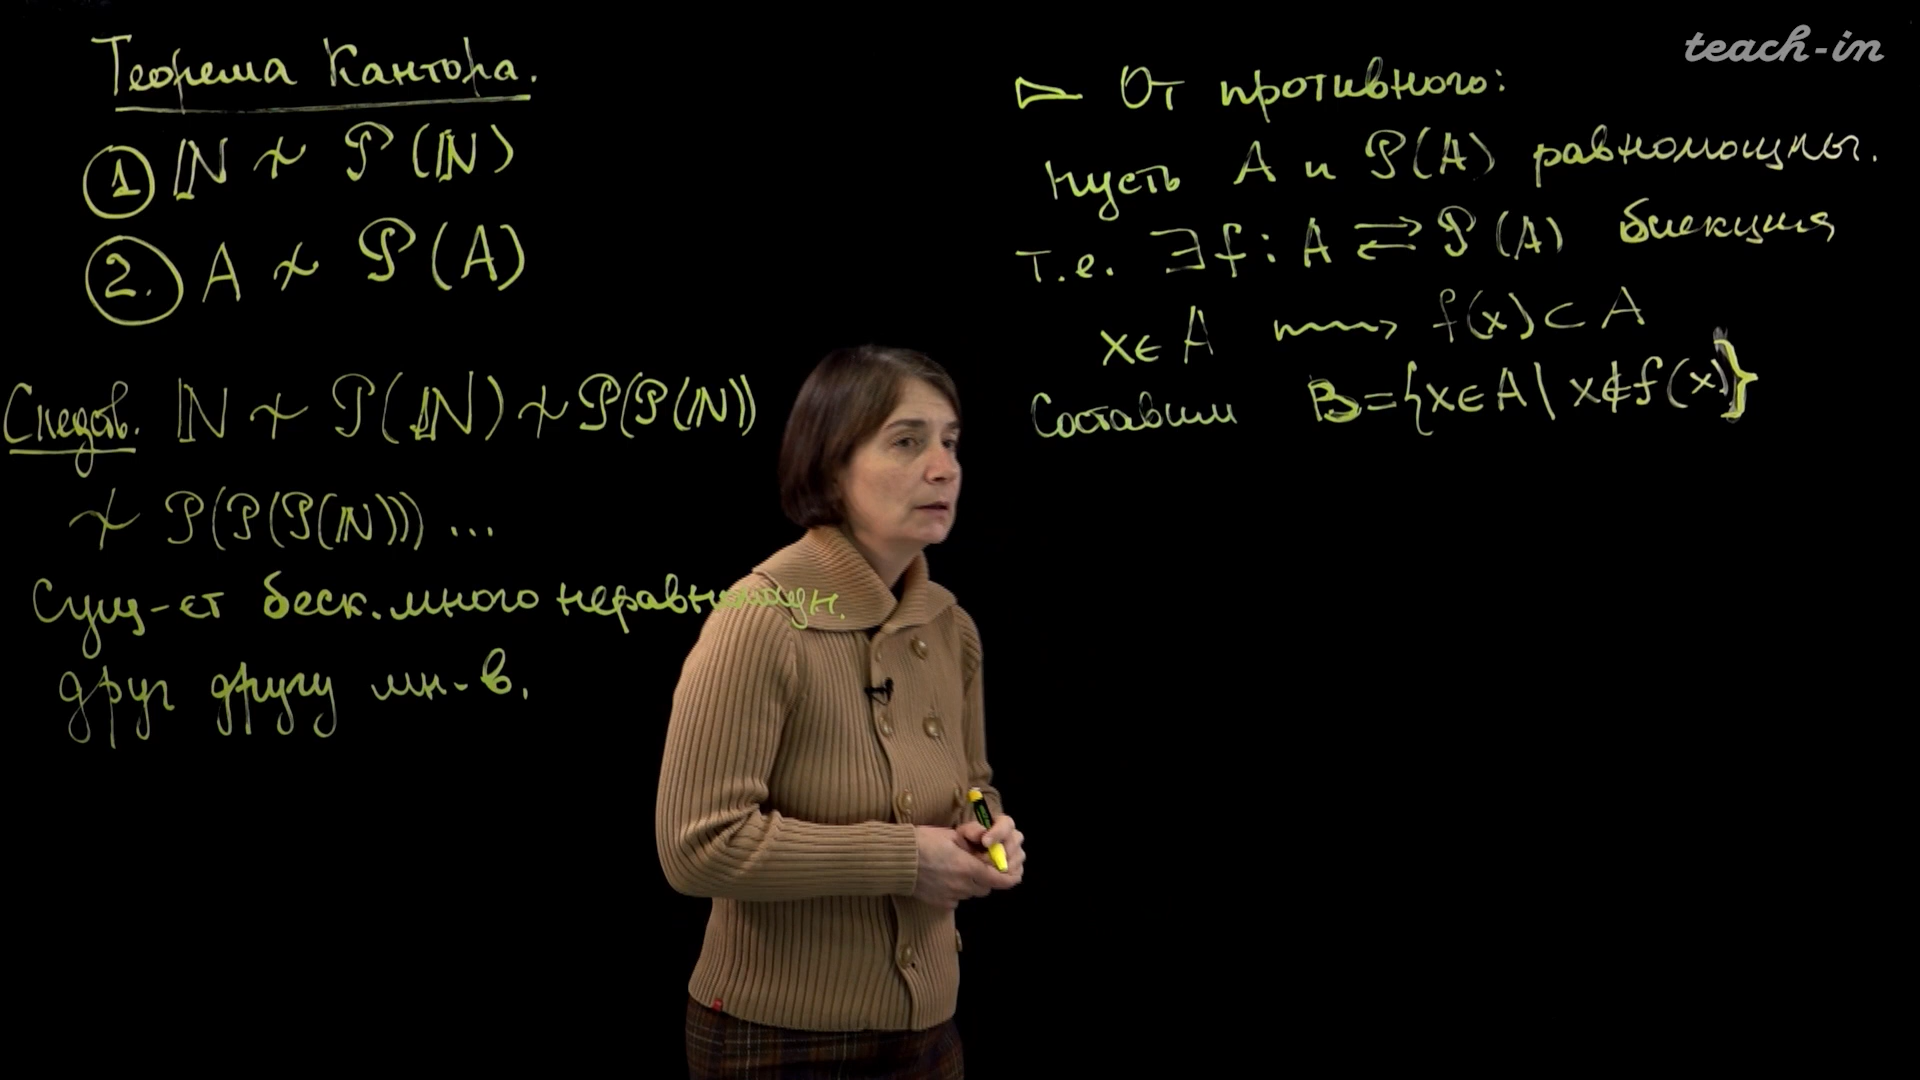 teach-in
Теорема Кантора.
① ℕ ≁ 𝒫(ℕ)
②. A ≁ 𝒫(A)
Следств. ℕ ≁ 𝒫(ℕ) ≁ 𝒫(𝒫(ℕ))
≁ 𝒫(𝒫(𝒫(ℕ))) ...
Сущ-ет беск. много неравномощн.
друг другу мн-в.
▻ От противного:
Пусть A и 𝒫(A) равномощны.
т.е. ∃ f : A ⇄ 𝒫(A) биекция
x∈A ⟿ f(x) ⊂ A
Составим B={x∈A | x∉f(x)}